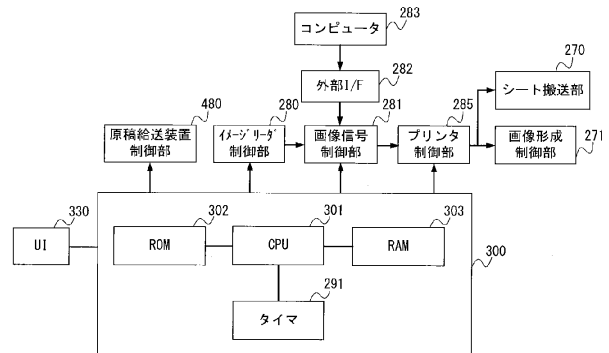 283
コンピュータ
282
外部I/F
270
シート搬送部
480
原稿給送装置
制御部
280
イメージリーダ
制御部
281
画像信号
制御部
285
プリンタ
制御部
画像形成
制御部
271
330
UI
302
ROM
301
CPU
303
RAM
300
291
タイマ